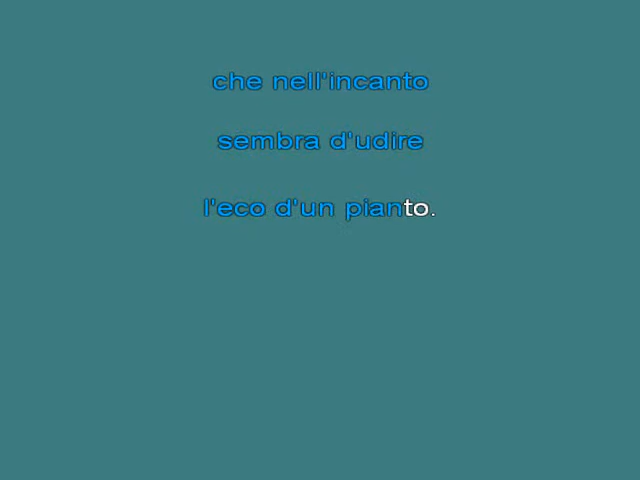 che nell'incanto
sembra d'udire
l'eco d'un pianto.